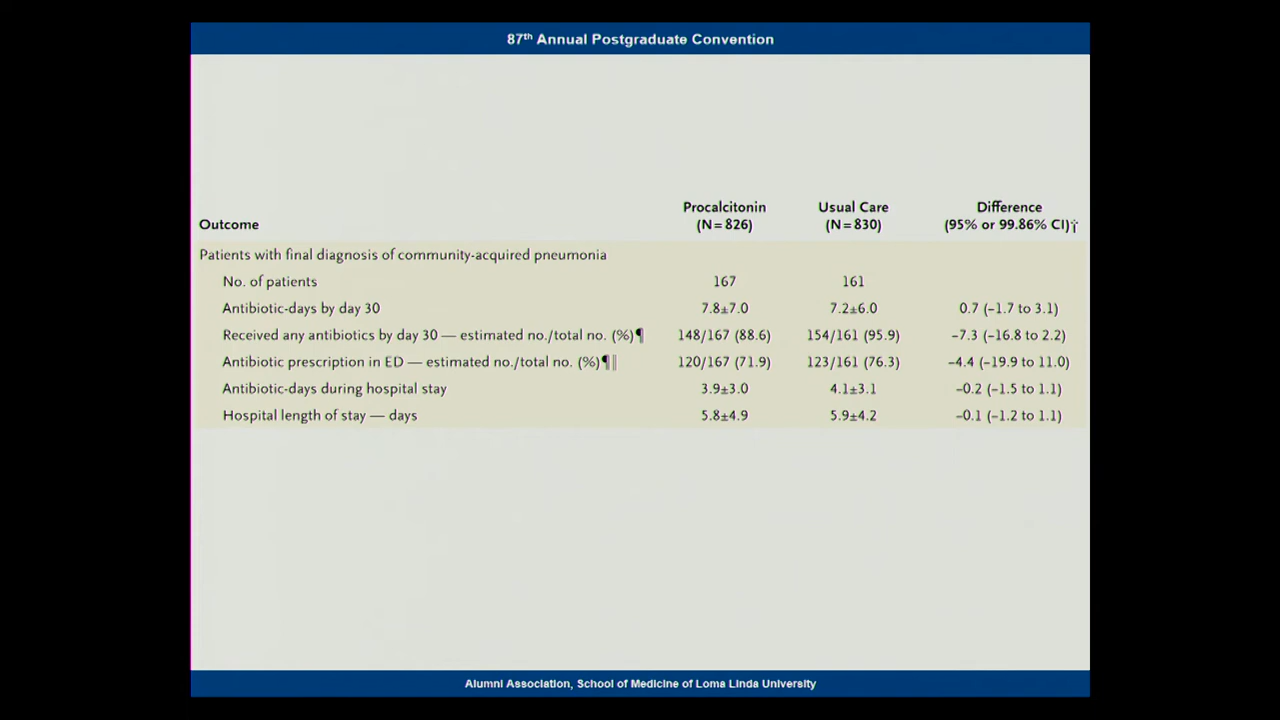 87th Annual Postgraduate Convention
Outcome Procalcitonin (N=826) Usual Care (N=830) Difference (95% or 99.86% CI)†
Patients with final diagnosis of community-acquired pneumonia
No. of patients 167 161
Antibiotic-days by day 30 7.8±7.0 7.2±6.0 0.7 (–1.7 to 3.1)
Received any antibiotics by day 30 — estimated no./total no. (%)¶ 148/167 (88.6) 154/161 (95.9) –7.3 (–16.8 to 2.2)
Antibiotic prescription in ED — estimated no./total no. (%)¶‖ 120/167 (71.9) 123/161 (76.3) –4.4 (–19.9 to 11.0)
Antibiotic-days during hospital stay 3.9±3.0 4.1±3.1 –0.2 (–1.5 to 1.1)
Hospital length of stay — days 5.8±4.9 5.9±4.2 –0.1 (–1.2 to 1.1)
Alumni Association, School of Medicine of Loma Linda University